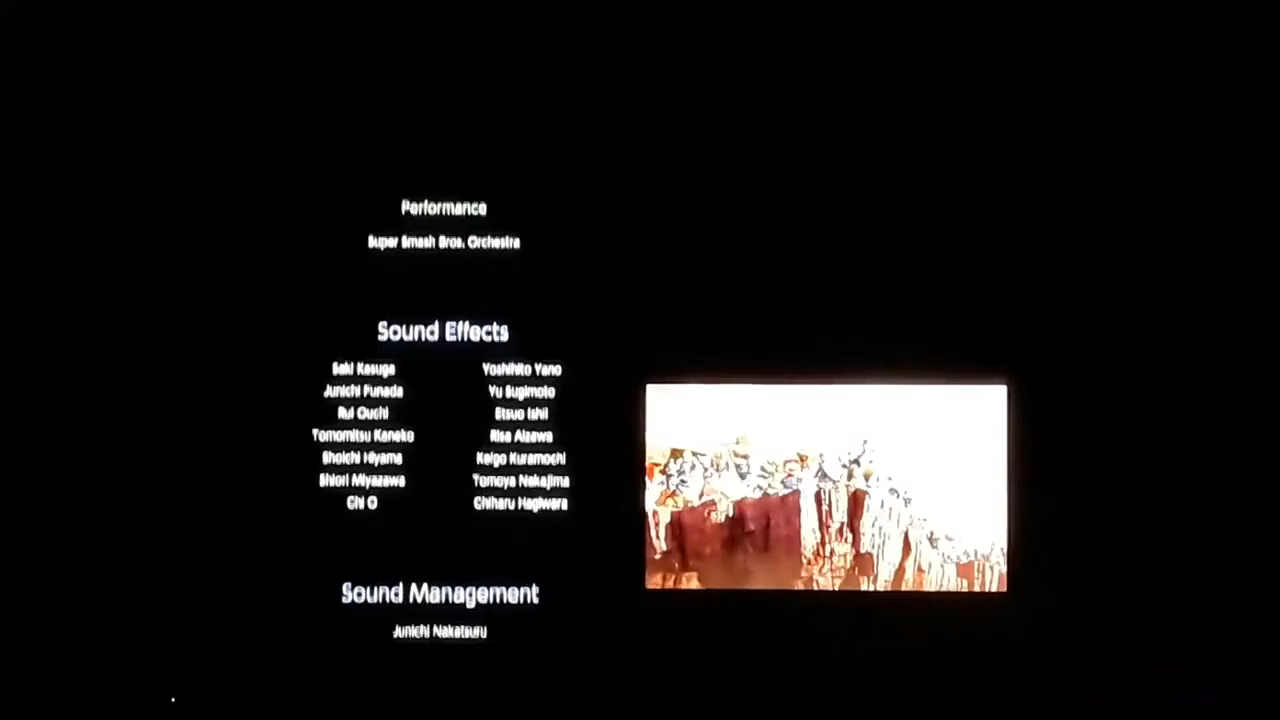 Performance
Super Smash Bros. Orchestra
Sound Effects
Saki Kasuga Yoshihito Yano
Junichi Funada Yu Sugimoto
Rui Ouchi Etsuo Ishii
Tomomitsu Kaneko Risa Aizawa
Shoichi Hiyama Keigo Kuramochi
Shiori Miyazawa Tomoya Nakajima
Chi O Chiharu Hagiwara
Sound Management
Junichi Nakatsuru